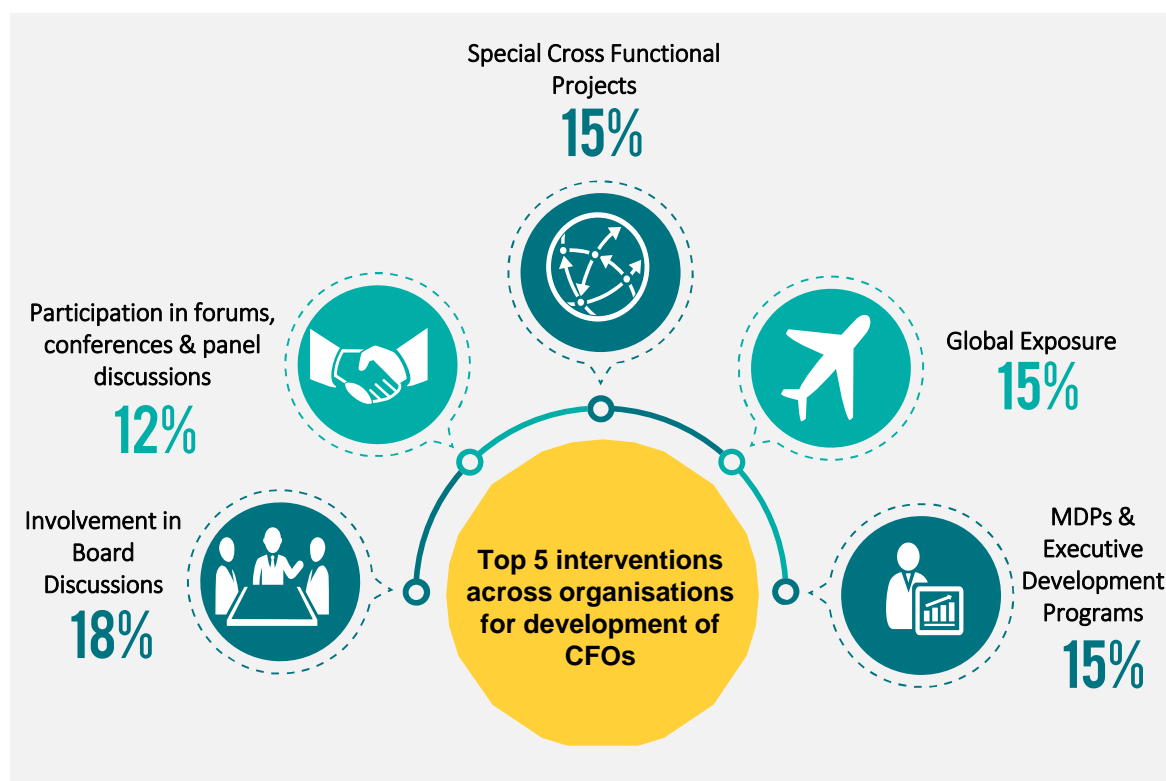 Special Cross Functional
Projects
15%
Participation in forums,
conferences & panel
discussions
12%
Global Exposure
15%
Involvement in
Board
Discussions
18%
MDPs &
Executive
Development
Programs
15%
Top 5 interventions
across organisations
for development of
CFOs